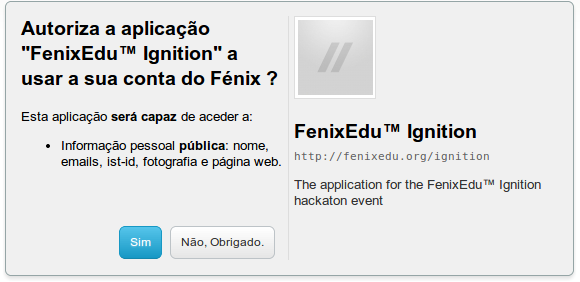 Autoriza a aplicação
"FenixEdu™ Ignition" a
usar a sua conta do Fénix ?
Esta aplicação será capaz de aceder a:
• Informação pessoal pública: nome,
emails, ist-id, fotografia e página web.
Sim
Não, Obrigado.
FenixEdu™ Ignition
http://fenixedu.org/ignition
The application for the FenixEdu™ Ignition
hackaton event